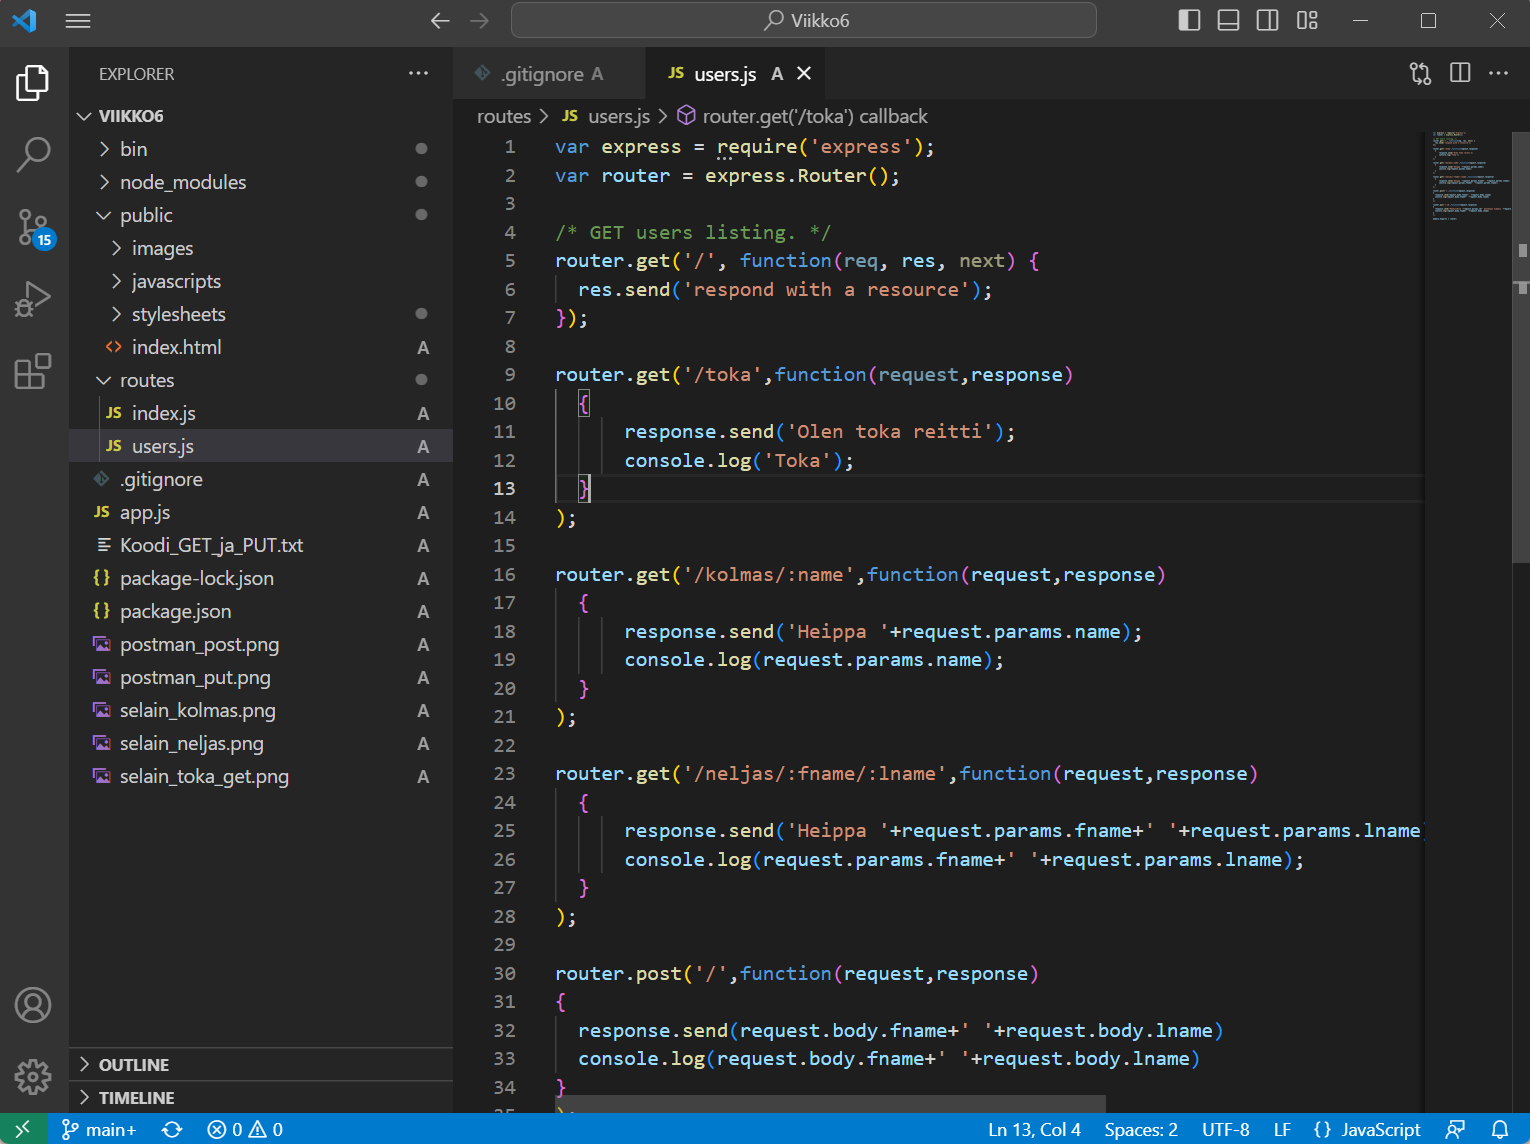 Viikko6
EXPLORER
VIIKKO6
bin
node_modules
public
images
javascripts
stylesheets
index.html A
routes
JS index.js A
JS users.js A
.gitignore A
JS app.js A
Koodi_GET_ja_PUT.txt A
{} package-lock.json A
{} package.json A
postman_post.png A
postman_put.png A
selain_kolmas.png A
selain_neljas.png A
selain_toka_get.png A
15
OUTLINE
TIMELINE
.gitignore A
JS users.js A
routes > JS users.js > router.get('/toka') callback
1 var express = require('express');
2 var router = express.Router();
3
4 /* GET users listing. */
5 router.get('/', function(req, res, next) {
6 res.send('respond with a resource');
7 });
8
9 router.get('/toka',function(request,response)
10 {
11 response.send('Olen toka reitti');
12 console.log('Toka');
13 }
14 );
15
16 router.get('/kolmas/:name',function(request,response)
17 {
18 response.send('Heippa '+request.params.name);
19 console.log(request.params.name);
20 }
21 );
22
23 router.get('/neljas/:fname/:lname',function(request,response)
24 {
25 response.send('Heippa '+request.params.fname+' '+request.params.lname
26 console.log(request.params.fname+' '+request.params.lname);
27 }
28 );
29
30 router.post('/',function(request,response)
31 {
32 response.send(request.body.fname+' '+request.body.lname)
33 console.log(request.body.fname+' '+request.body.lname)
34 }
main+ 0 0 Ln 13, Col 4 Spaces: 2 UTF-8 LF {} JavaScript